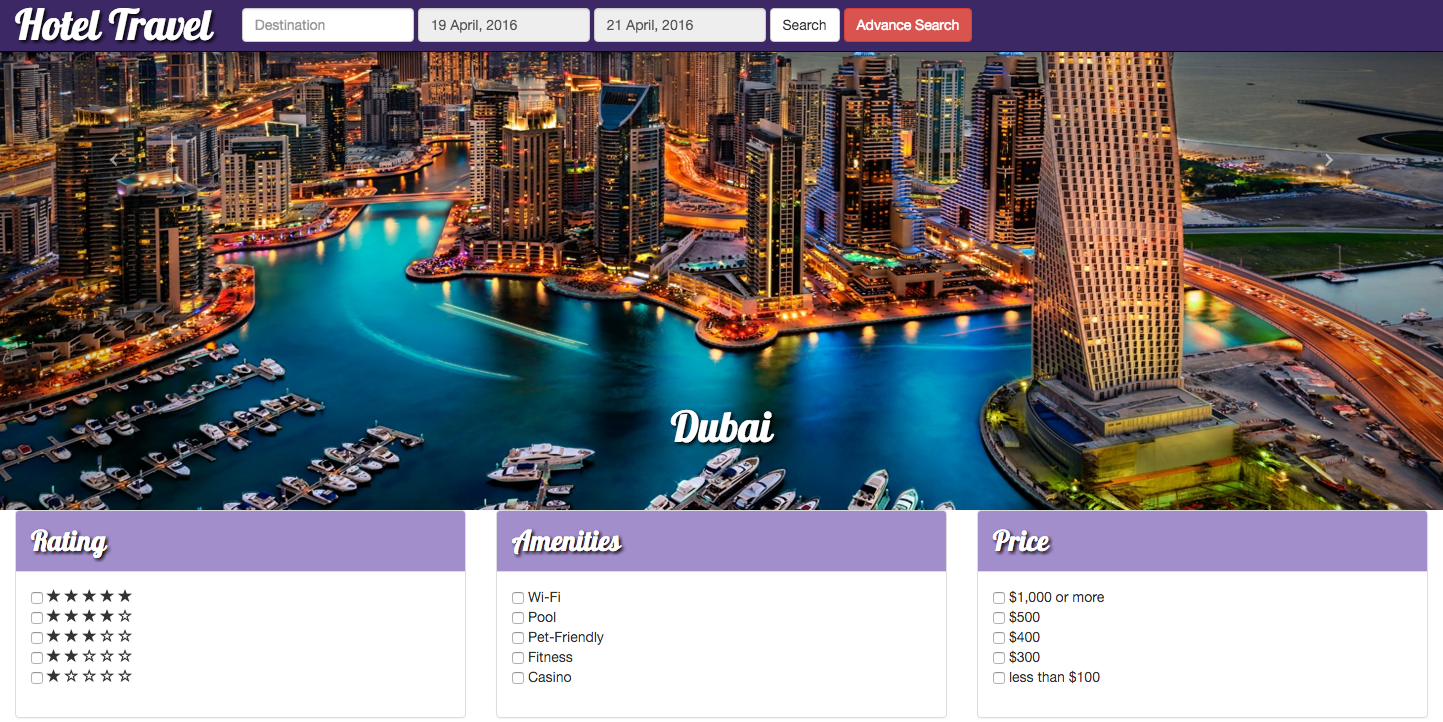 Hotel Travel Destination 19 April, 2016 21 April, 2016 Search Advance Search
Dubai
Rating
★★★★★
★★★★☆
★★★☆☆
★★☆☆☆
★☆☆☆☆
Amenities
Wi-Fi
Pool
Pet-Friendly
Fitness
Casino
Price
$1,000 or more
$500
$400
$300
less than $100